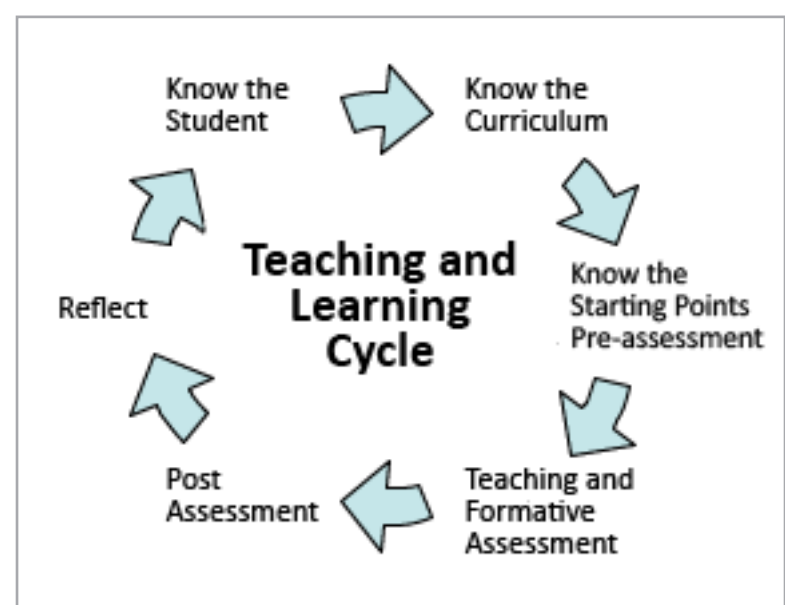 Know the
Student
Know the
Curriculum
Teaching and
Learning
Cycle
Know the
Starting Points
Pre-assessment
Teaching and
Formative
Assessment
Post
Assessment
Reflect